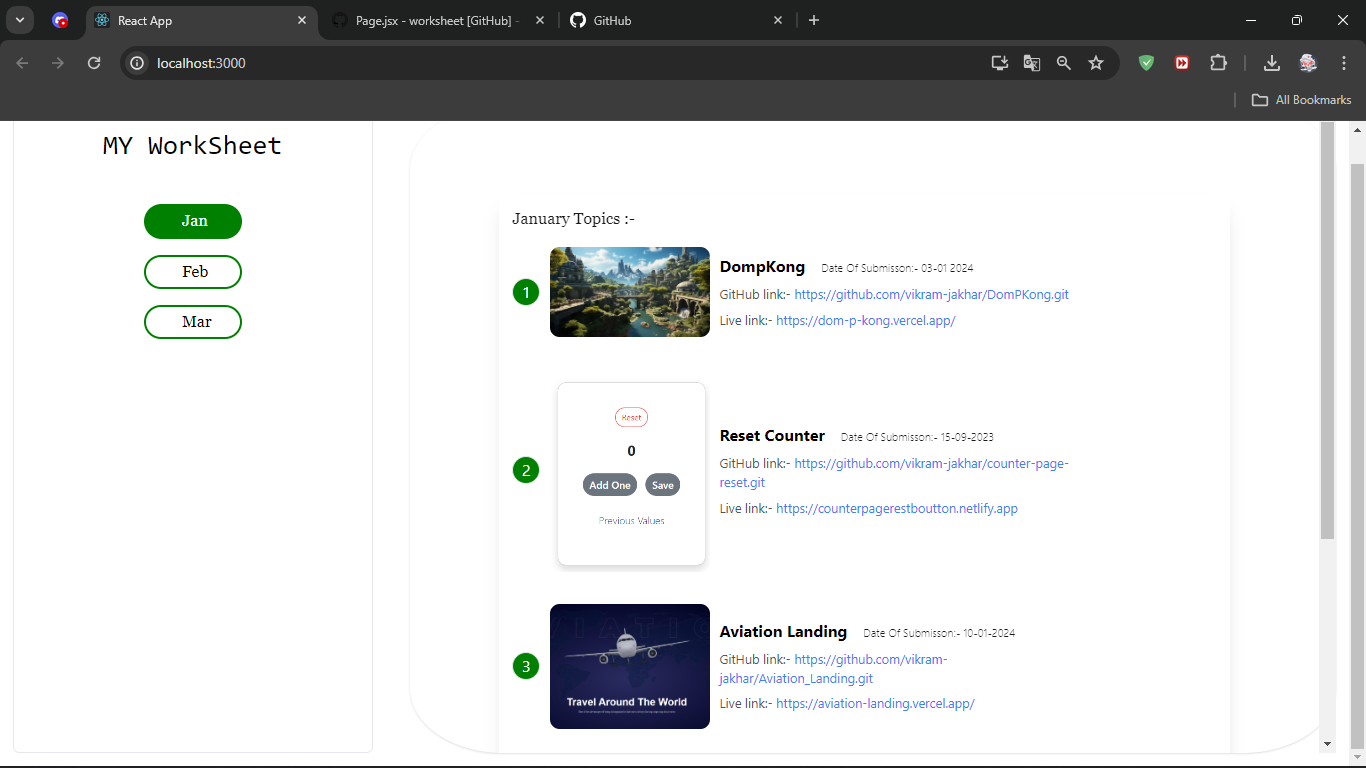 React App
Page.jsx - worksheet [GitHub] -
GitHub
localhost:3000
All Bookmarks
MY WorkSheet
Jan
Feb
Mar
January Topics :-
1
DompKong Date Of Submisson:- 03-01 2024
GitHub link:- https://github.com/vikram-jakhar/DomPKong.git
Live link:- https://dom-p-kong.vercel.app/
2
Reset
0
Add One Save
Previous Values
Reset Counter Date Of Submisson:- 15-09-2023
GitHub link:- https://github.com/vikram-jakhar/counter-page-
reset.git
Live link:- https://counterpagerestboutton.netlify.app
3
AVIATIO
Travel Around The World
Aviation Landing Date Of Submisson:- 10-01-2024
GitHub link:- https://github.com/vikram-
jakhar/Aviation_Landing.git
Live link:- https://aviation-landing.vercel.app/